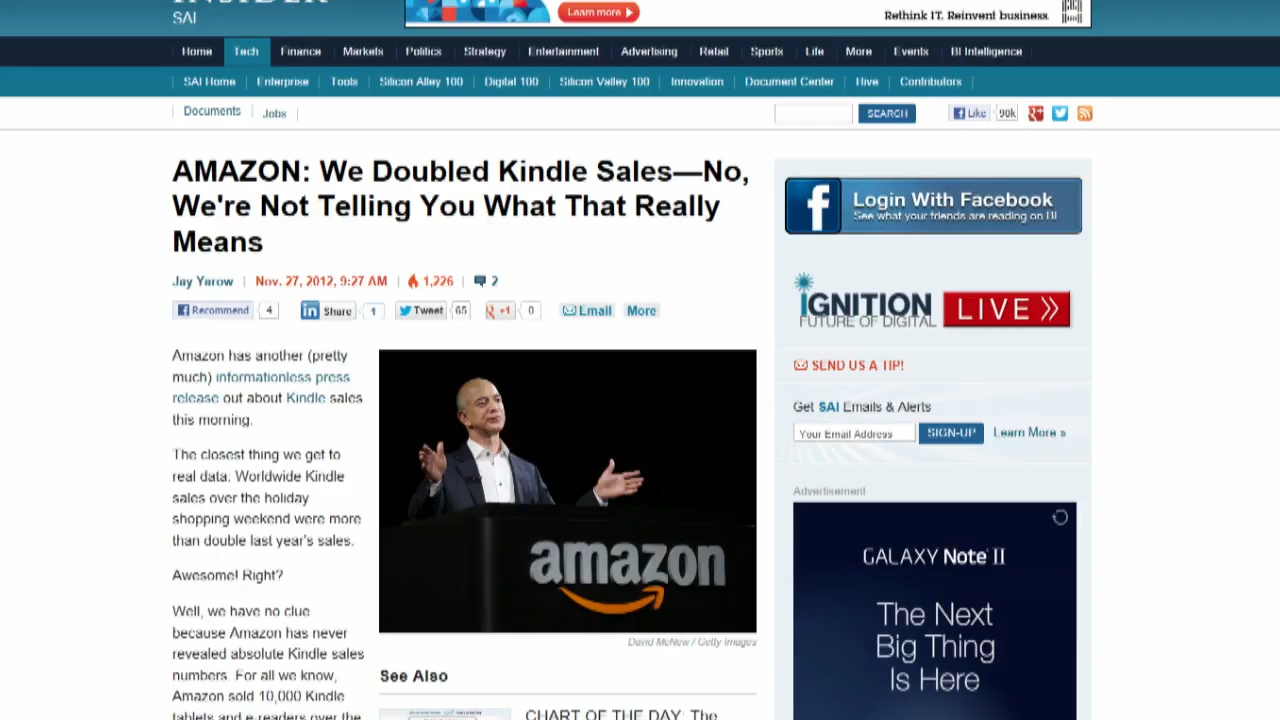 INSIDER
SAI
Learn more
Rethink IT. Reinvent business.
Home Tech Finance Markets Politics Strategy Entertainment Advertising Retail Sports Life More Events BI Intelligence
SAI Home Enterprise Tools Silicon Alley 100 Digital 100 Silicon Valley 100 Innovation Document Center Hive Contributors
Documents Jobs
SEARCH
Like 90k
AMAZON: We Doubled Kindle Sales—No,
We're Not Telling You What That Really
Means
Jay Yarow Nov. 27, 2012, 9:27 AM 1,226 2
Recommend 4 Share 1 Tweet 65 +1 0 Email More
Amazon has another (pretty
much) informationless press
release out about Kindle sales
this morning.
The closest thing we get to
real data: Worldwide Kindle
sales over the holiday
shopping weekend were more
than double last year's sales.
Awesome! Right?
Well, we have no clue
because Amazon has never
revealed absolute Kindle sales
numbers. For all we know,
Amazon sold 10,000 Kindle
tablets and e-readers over the
amazon
David McNew / Getty Images
See Also
CHART OF THE DAY: The
Login With Facebook
See what your friends are reading on BI
IGNITION
FUTURE OF DIGITAL
LIVE
SEND US A TIP!
Get SAI Emails & Alerts
Your Email Address SIGN-UP Learn More »
Advertisement
GALAXY Note II
The Next
Big Thing
Is Here